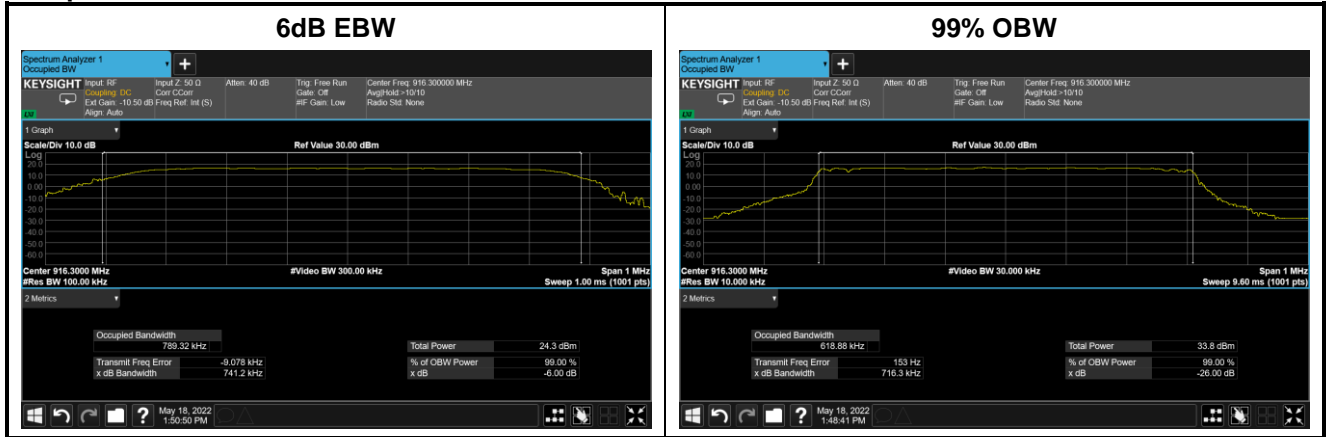 6dB EBW
99% OBW
Spectrum Analyzer 1
Occupied BW
+
KEYSIGHT
Input: RF
Coupling: DC
Ext Gain: -10.50 dB
Align: Auto
Input Z: 50 Ω
Corr CCorr
Freq Ref: Int (S)
Atten: 40 dB
Trig: Free Run
Gate: Off
#IF Gain: Low
Center Freq: 916.300000 MHz
Avg|Hold:>10/10
Radio Std: None
1 Graph
Scale/Div 10.0 dB
Ref Value 30.00 dBm
Log
20.0
10.0
0.00
-10.0
-20.0
-30.0
-40.0
-50.0
-60.0
Center 916.3000 MHz
#Video BW 300.00 kHz
Span 1 MHz
#Res BW 100.00 kHz
Sweep 1.00 ms (1001 pts)
2 Metrics
Occupied Bandwidth
789.32 kHz
Total Power 24.3 dBm
Transmit Freq Error -9.078 kHz
% of OBW Power 99.00 %
x dB Bandwidth 741.2 kHz
x dB -6.00 dB
?
May 18, 2022
1:50:50 PM
Spectrum Analyzer 1
Occupied BW
+
KEYSIGHT
Input: RF
Coupling: DC
Ext Gain: -10.50 dB
Align: Auto
Input Z: 50 Ω
Corr CCorr
Freq Ref: Int (S)
Atten: 40 dB
Trig: Free Run
Gate: Off
#IF Gain: Low
Center Freq: 916.300000 MHz
Avg|Hold:>10/10
Radio Std: None
1 Graph
Scale/Div 10.0 dB
Ref Value 30.00 dBm
Log
20.0
10.0
0.00
-10.0
-20.0
-30.0
-40.0
-50.0
-60.0
Center 916.3000 MHz
#Video BW 30.000 kHz
Span 1 MHz
#Res BW 10.000 kHz
Sweep 9.60 ms (1001 pts)
2 Metrics
Occupied Bandwidth
618.88 kHz
Total Power 33.8 dBm
Transmit Freq Error 153 Hz
% of OBW Power 99.00 %
x dB Bandwidth 716.3 kHz
x dB -26.00 dB
?
May 18, 2022
1:48:41 PM